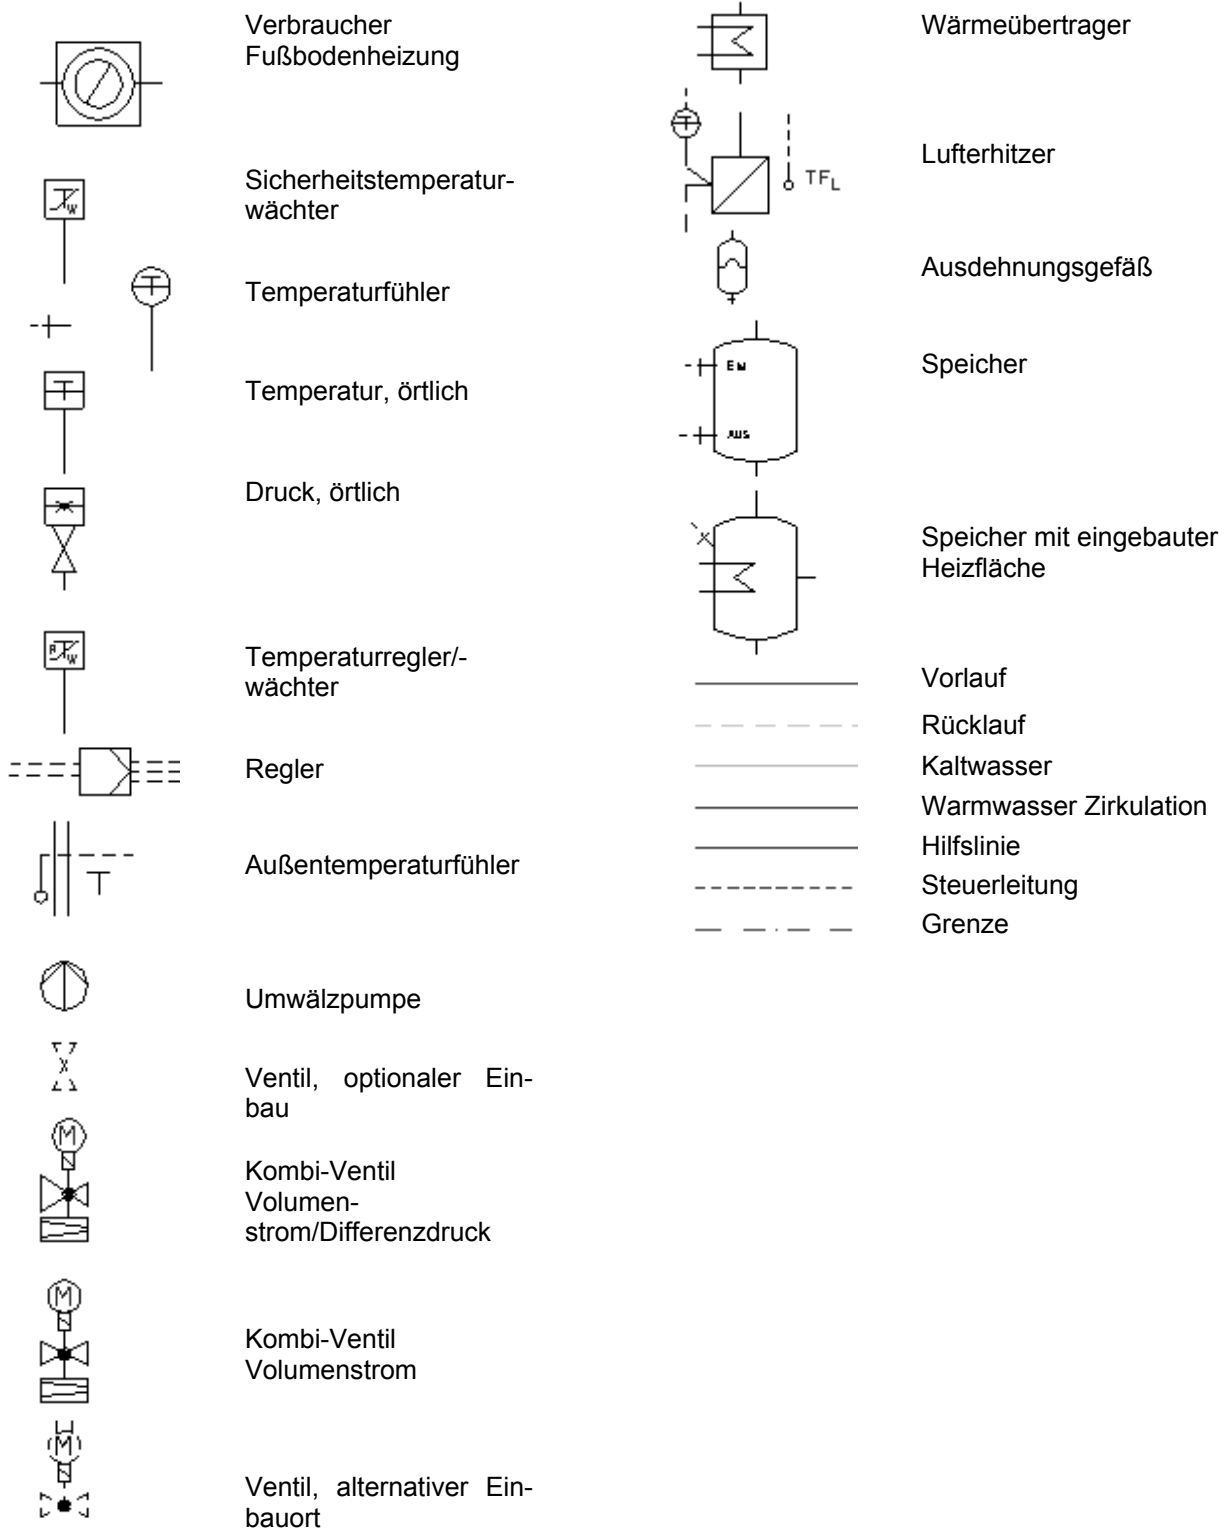 Verbraucher
Fußbodenheizung
Sicherheitstemperatur-
wächter
W
T
Temperaturfühler
T
Temperatur, örtlich
Druck, örtlich
R
W
Temperaturregler/-
wächter
Regler
T
Außentemperaturfühler
Umwälzpumpe
Ventil, optionaler Ein-
bau
M
Kombi-Ventil
Volumen-
strom/Differenzdruck
M
Kombi-Ventil
Volumenstrom
M
Ventil, alternativer Ein-
bauort
Wärmeübertrager
T
TFL
Lufterhitzer
Ausdehnungsgefäß
EIN
AUS
Speicher
Speicher mit eingebauter
Heizfläche
Vorlauf
Rücklauf
Kaltwasser
Warmwasser Zirkulation
Hilfslinie
Steuerleitung
Grenze